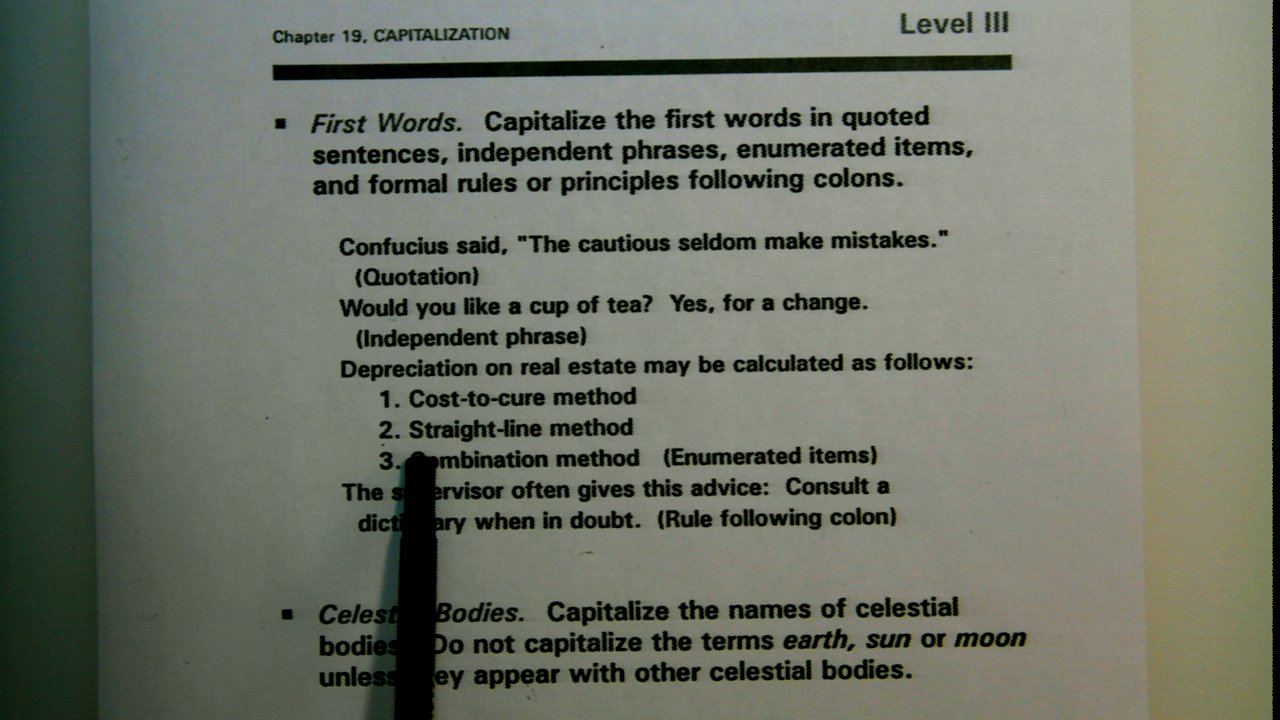 Chapter 19, CAPITALIZATION
Level III
▪ First Words. Capitalize the first words in quoted
sentences, independent phrases, enumerated items,
and formal rules or principles following colons.
Confucius said, "The cautious seldom make mistakes."
(Quotation)
Would you like a cup of tea? Yes, for a change.
(Independent phrase)
Depreciation on real estate may be calculated as follows:
1. Cost-to-cure method
2. Straight-line method
3. method (Enumerated items)
The often gives this advice: Consult a
when in doubt. (Rule following colon)
▪ Bodies. Capitalize the names of celestial
Do not capitalize the terms earth, sun or moon
unless appear with other celestial bodies.